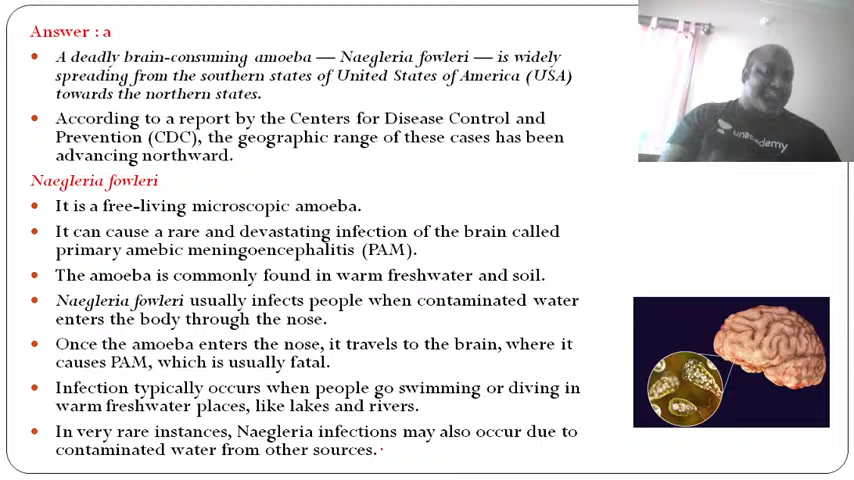 Answer : a
A deadly brain-consuming amoeba — Naegleria fowleri — is widely
spreading from the southern states of United States of America (USA)
towards the northern states.
According to a report by the Centers for Disease Control and
Prevention (CDC), the geographic range of these cases has been
advancing northward.
Naegleria fowleri
It is a free-living microscopic amoeba.
It can cause a rare and devastating infection of the brain called
primary amebic meningoencephalitis (PAM).
The amoeba is commonly found in warm freshwater and soil.
Naegleria fowleri usually infects people when contaminated water
enters the body through the nose.
Once the amoeba enters the nose, it travels to the brain, where it
causes PAM, which is usually fatal.
Infection typically occurs when people go swimming or diving in
warm freshwater places, like lakes and rivers.
In very rare instances, Naegleria infections may also occur due to
contaminated water from other sources.
unacademy